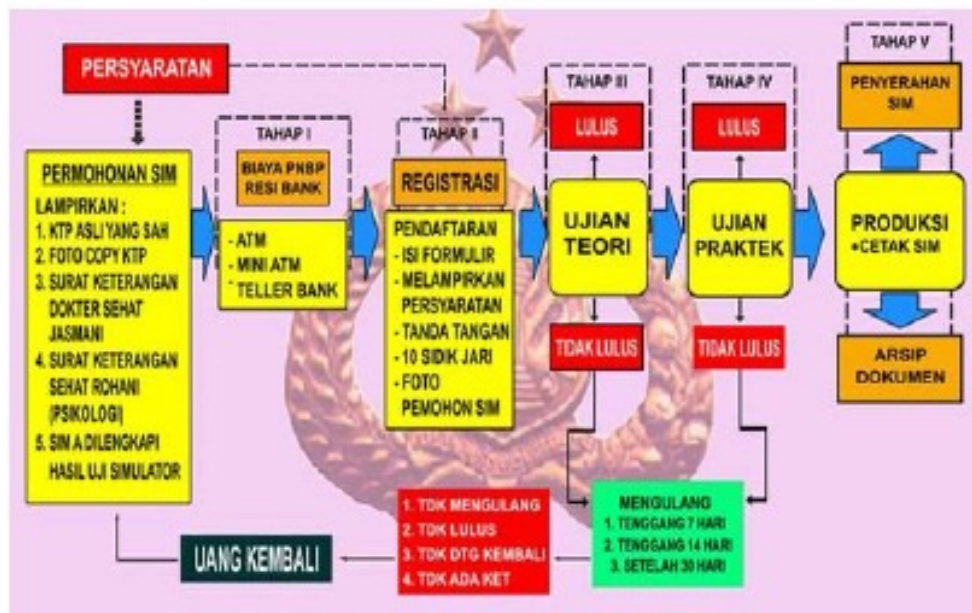 PERSYARATAN
PERMOHONAN SIM
LAMPIRKAN :
1. KTP ASLI YANG SAH
2. FOTO COPY KTP
3. SURAT KETERANGAN
DOKTER SEHAT
JASMANI
4. SURAT KETERANGAN
SEHAT ROHANI
(PSIKOLOGI)
5. SIM A DILENGKAPI
HASIL UJI SIMULATOR
TAHAP I
BIAYA PNBP
RESI BANK
- ATM
- MINI ATM
- TELLER BANK
TAHAP II
REGISTRASI
PENDAFTARAN
- ISI FORMULIR
- MELAMPIRKAN
PERSYARATAN
- TANDA TANGAN
- 10 SIDIK JARI
- FOTO
PEMOHON SIM
TAHAP III
LULUS
UJIAN
TEORI
TIDAK LULUS
TAHAP IV
LULUS
UJIAN
PRAKTEK
TIDAK LULUS
TAHAP V
PENYERAHAN
SIM
PRODUKSI
•CETAK SIM
ARSIP
DOKUMEN
MENGULANG
1. TENGGANG 7 HARI
2. TENGGANG 14 HARI
3. SETELAH 30 HARI
1. TDK MENGULANG
2. TDK LULUS
3. TDK DTG KEMBALI
4. TDK ADA KET
UANG KEMBALI